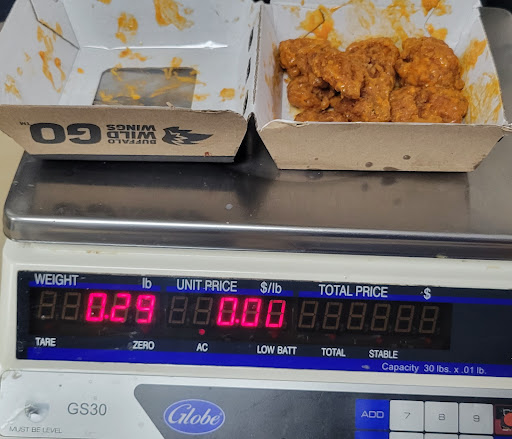 BUFFALO
WILD
WINGS
GO
TM
WEIGHT lb UNIT PRICE $/lb TOTAL PRICE $
0.29 0.00
TARE ZERO AC LOW BATT TOTAL STABLE
Capacity 30 lbs. x .01 lb.
GS30
MUST BE LEVEL
Globe
ADD 7 8 9